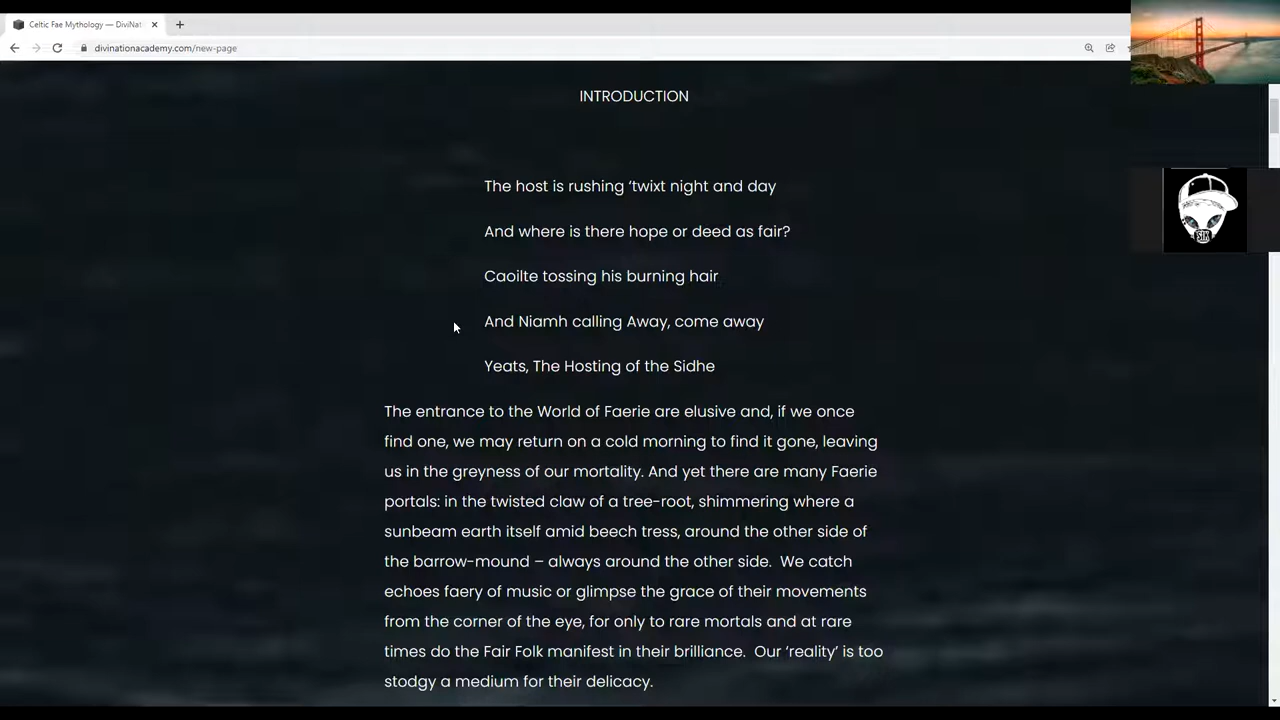 Celtic Fae Mythology — DiviNat
divinationacademy.com/new-page
INTRODUCTION
The host is rushing ‘twixt night and day
And where is there hope or deed as fair?
Caoilte tossing his burning hair
And Niamh calling Away, come away
Yeats, The Hosting of the Sidhe
The entrance to the World of Faerie are elusive and, if we once
find one, we may return on a cold morning to find it gone, leaving
us in the greyness of our mortality. And yet there are many Faerie
portals: in the twisted claw of a tree-root, shimmering where a
sunbeam earth itself amid beech tress, around the other side of
the barrow-mound – always around the other side. We catch
echoes faery of music or glimpse the grace of their movements
from the corner of the eye, for only to rare mortals and at rare
times do the Fair Folk manifest in their brilliance. Our ‘reality’ is too
stodgy a medium for their delicacy.